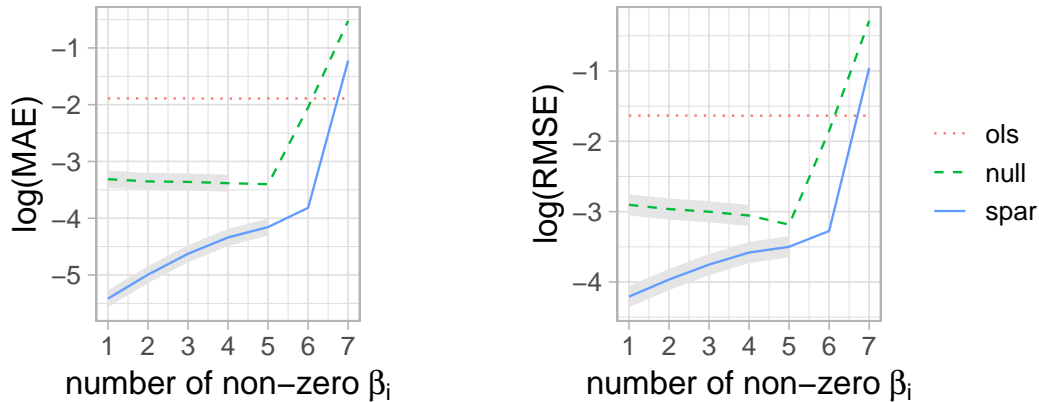 log(MAE)
−1
−2
−3
−4
−5
1 2 3 4 5 6 7
number of non−zero βi
log(RMSE)
−1
−2
−3
−4
1 2 3 4 5 6 7
number of non−zero βi
ols
null
spar